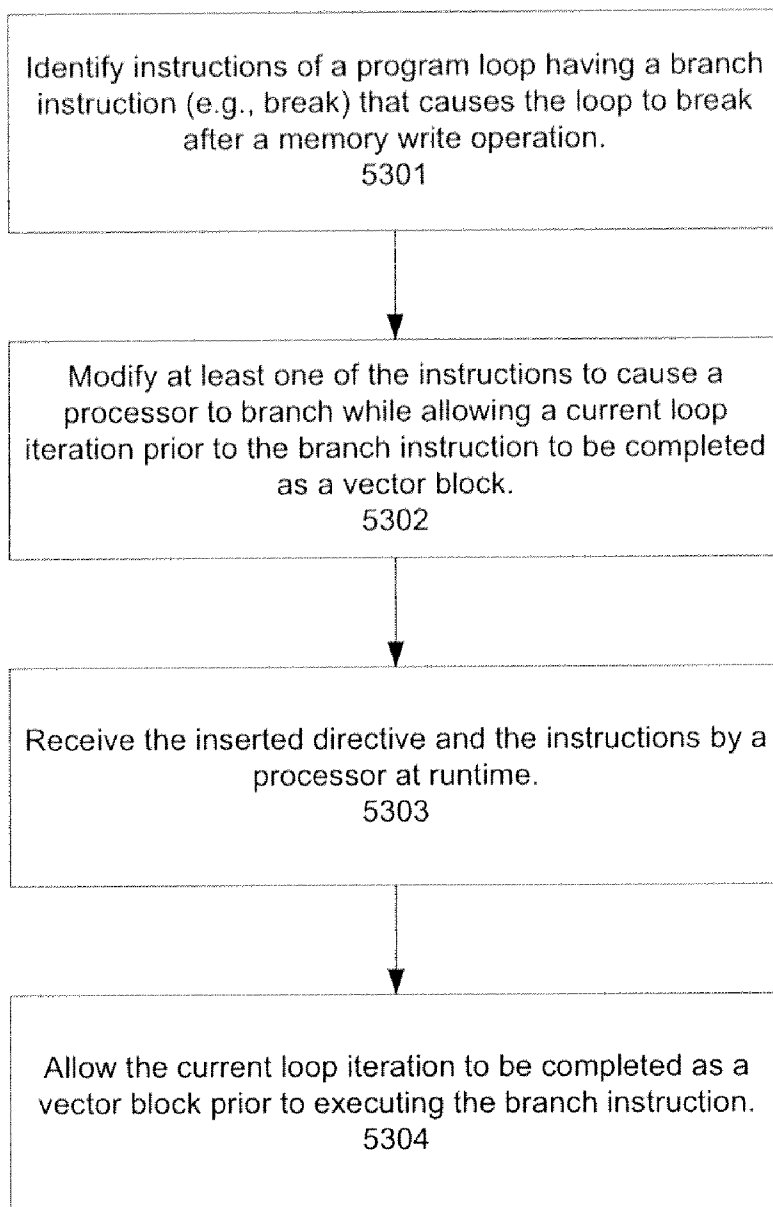 Identify instructions of a program loop having a branch
instruction (e.g., break) that causes the loop to break
after a memory write operation.
5301
Modify at least one of the instructions to cause a
processor to branch while allowing a current loop
iteration prior to the branch instruction to be completed
as a vector block.
5302
Receive the inserted directive and the instructions by a
processor at runtime.
5303
Allow the current loop iteration to be completed as a
vector block prior to executing the branch instruction.
5304